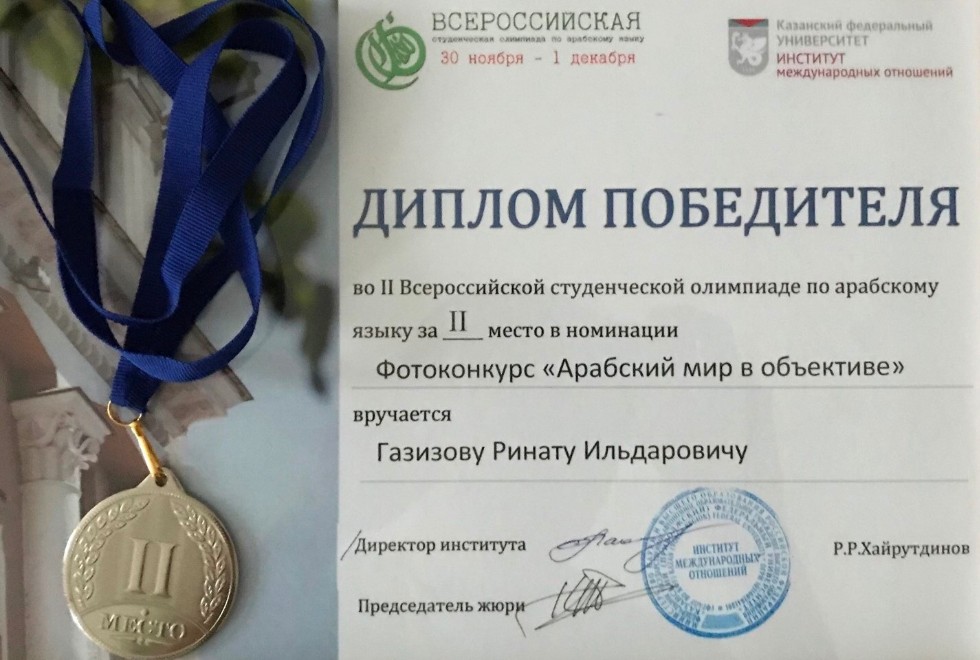 ВСЕРОССИЙСКАЯ
студенческая олимпиада по арабскому языку
30 ноября - 1 декабря
Казанский федеральный
УНИВЕРСИТЕТ
ИНСТИТУТ
международных отношений
ДИПЛОМ ПОБЕДИТЕЛЯ
во II Всероссийской студенческой олимпиаде по арабскому
языку за II место в номинации
Фотоконкурс «Арабский мир в объективе»
вручается
Газизову Ринату Ильдаровичу
/Директор института
Р.Р.Хайрутдинов
Председатель жюри
ИНСТИТУТ
МЕЖДУНАРОДНЫХ
ОТНОШЕНИЙ
II
МЕСТО